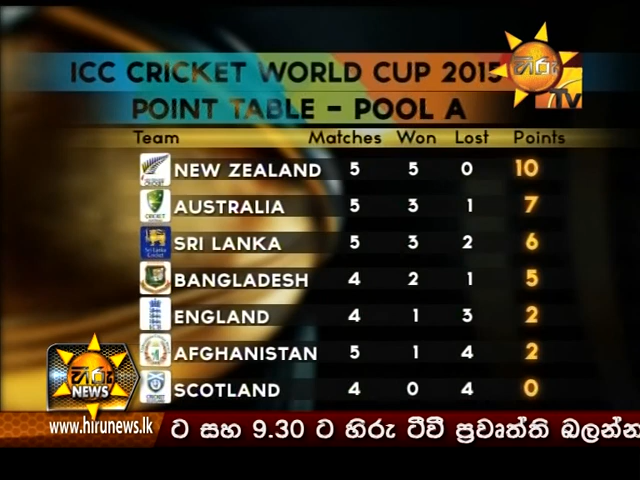 ICC CRICKET WORLD CUP 2015
හිරු
TV
POINT TABLE - POOL A
Team Matches Won Lost Points
NEW ZEALAND 5 5 0 10
AUSTRALIA 5 3 1 7
SRI LANKA 5 3 2 6
BANGLADESH 4 2 1 5
ENGLAND 4 1 3 2
AFGHANISTAN 5 1 4 2
SCOTLAND 4 0 4 0
හිරු
NEWS
www.hirunews.lk ට සහ 9.30 ට හිරු ටීවී ප්‍රවෘත්ති බලන්න